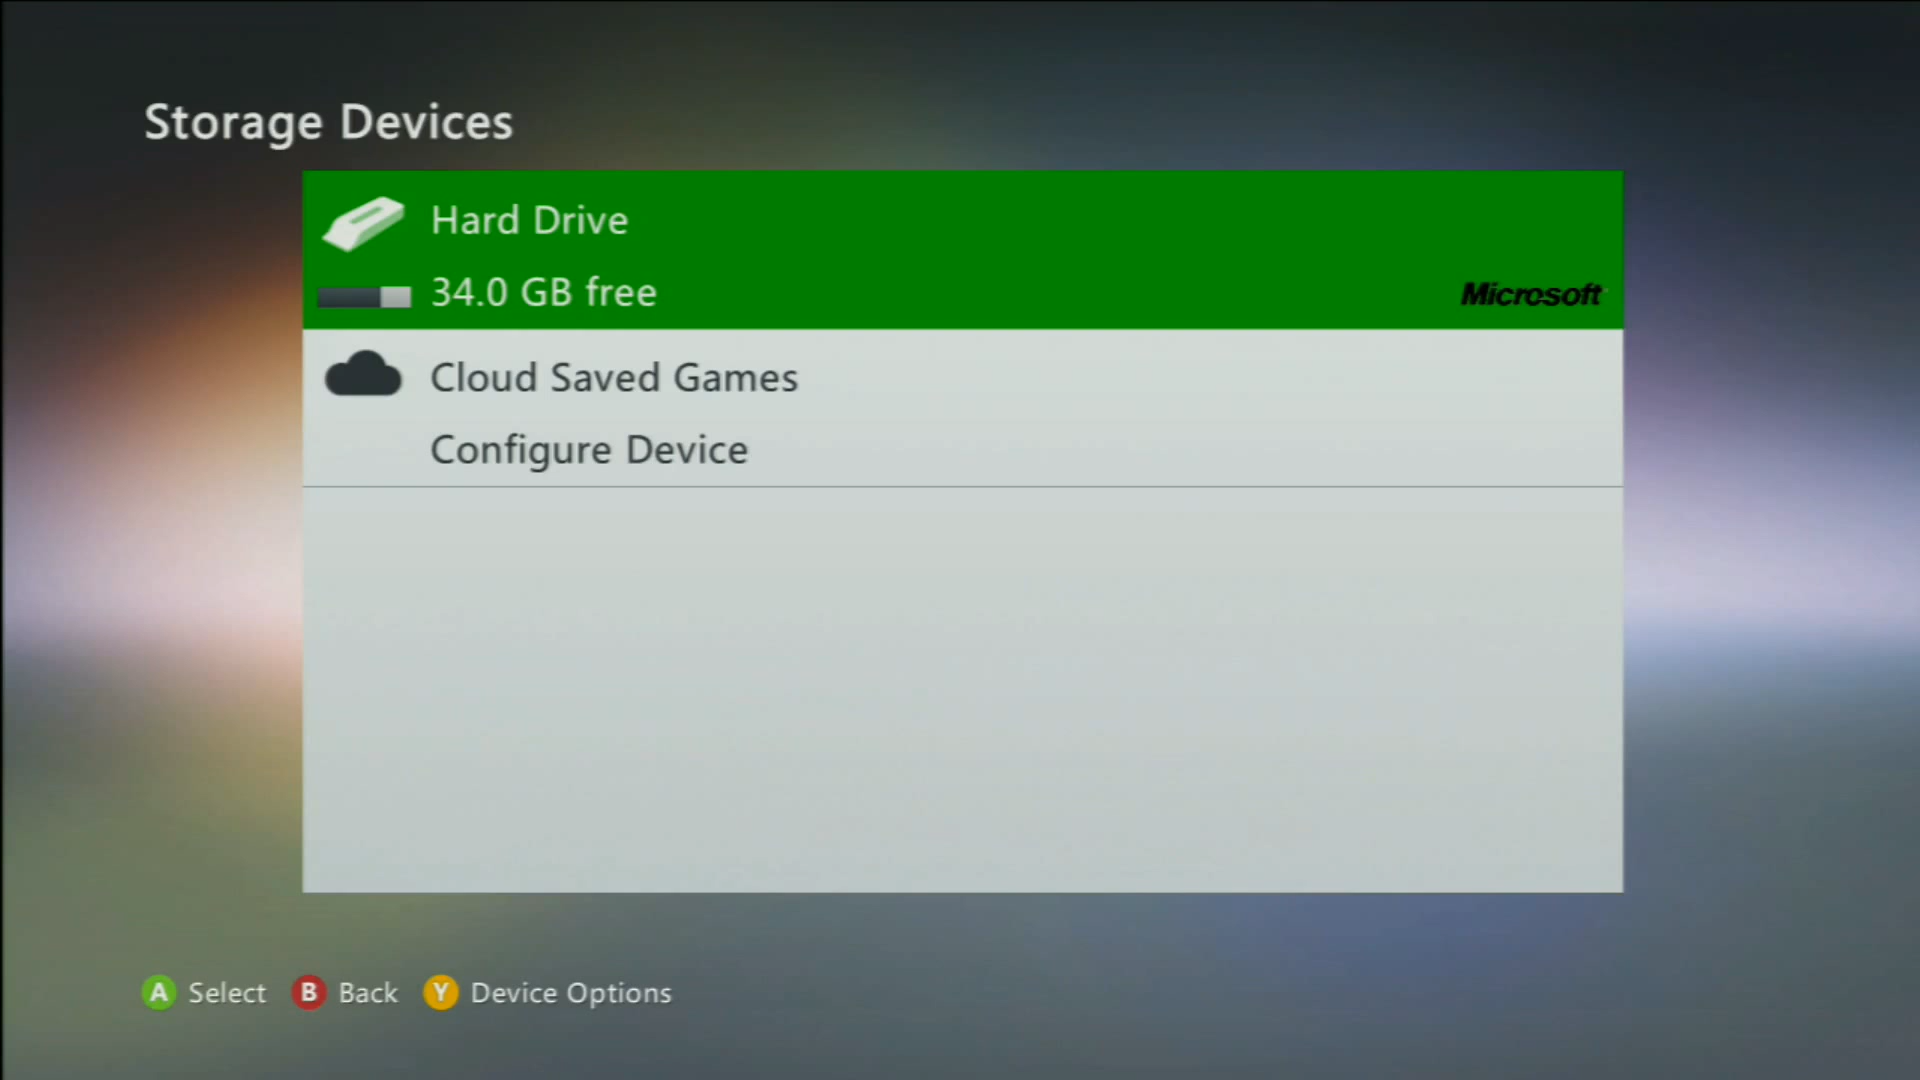 Storage Devices
Hard Drive
34.0 GB free
Microsoft
Cloud Saved Games
Configure Device
A Select B Back Y Device Options